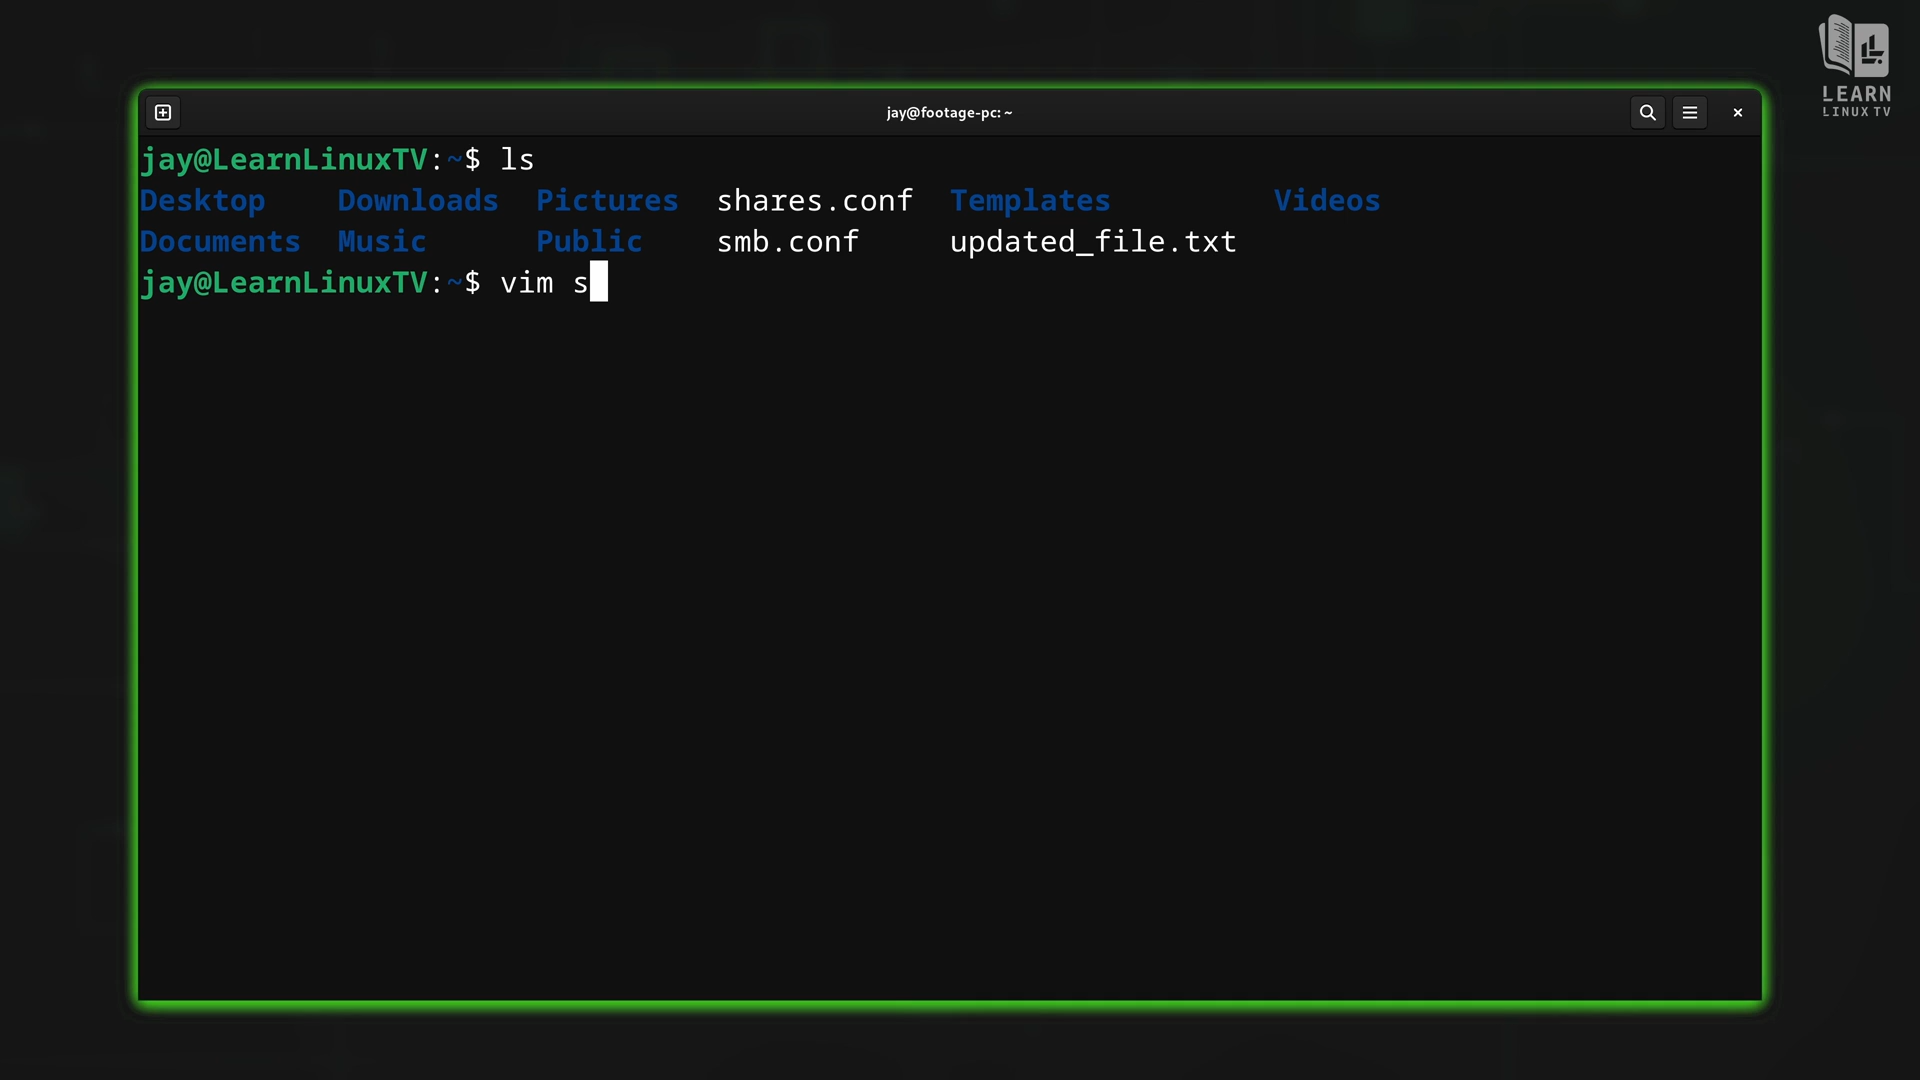 LEARN
LINUX TV
jay@footage-pc: ~
jay@LearnLinuxTV:~$ ls
Desktop Downloads Pictures shares.conf Templates Videos
Documents Music Public smb.conf updated_file.txt
jay@LearnLinuxTV:~$ vim s